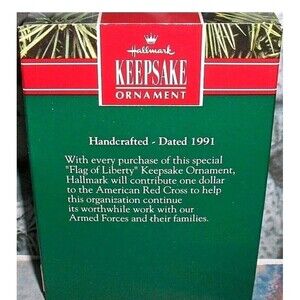 Hallmark
KEEPSAKE
ORNAMENT
Handcrafted - Dated 1991
With every purchase of this special
"Flag of Liberty" Keepsake Ornament,
Hallmark will contribute one dollar
to the American Red Cross to help
this organization continue
its worthwhile work with our
Armed Forces and their families.